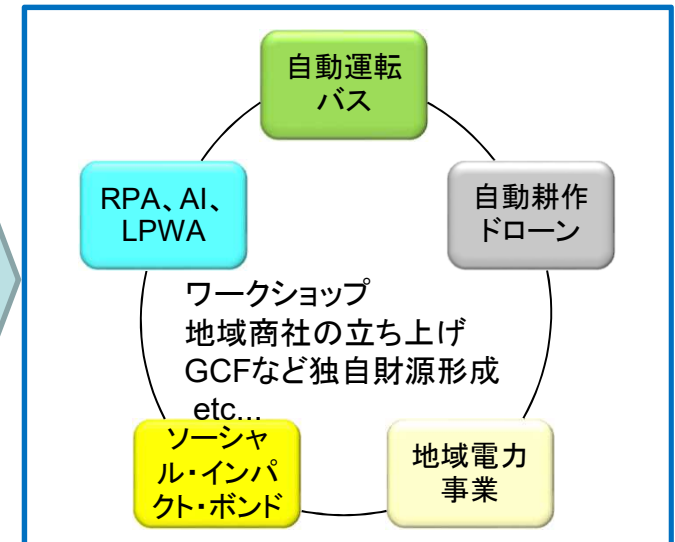 自動運転
バス
RPA、AI、
LPWA
自動耕作
ドローン
ワークショップ
地域商社の立ち上げ
GCFなど独自財源形成
etc...
ソーシャ
ル・インパ
クト・ボンド
地域電力
事業